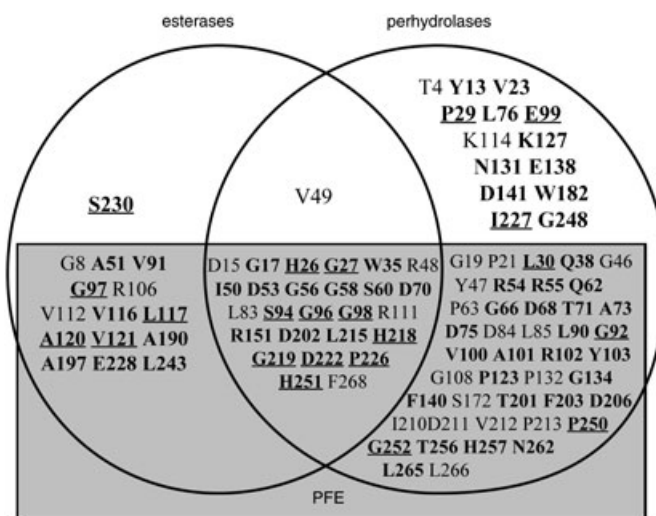 esterases
perhydrolases
T4 Y13 V23
P29 L76 E99
K114 K127
N131 E138
D141 W182
I227 G248
V49
S230
G8 A51 V91
G97 R106
V112 V116 L117
A120 V121 A190
A197 E228 L243
D15 G17 H26 G27 W35 R48
I50 D53 G56 G58 S60 D70
L83 S94 G96 G98 R111
R151 D202 L215 H218
G219 D222 P226
H251 F268
G19 P21 L30 Q38 G46
Y47 R54 R55 Q62
P63 G66 D68 T71 A73
D75 D84 L85 L90 G92
V100 A101 R102 Y103
G108 P123 P132 G134
F140 S172 T201 F203 D206
I210D211 V212 P213 P250
G252 T256 H257 N262
L265 L266
PFE